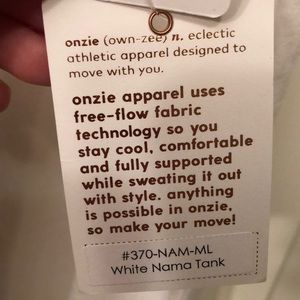 onzie (own-zee) n. eclectic
athletic apparel designed to
move with you.
onzie apparel uses
free-flow fabric
technology so you
stay cool, comfortable
and fully supported
while sweating it out
with style. anything
is possible in onzie,
so make your move!
#370-NAM-ML
White Nama Tank